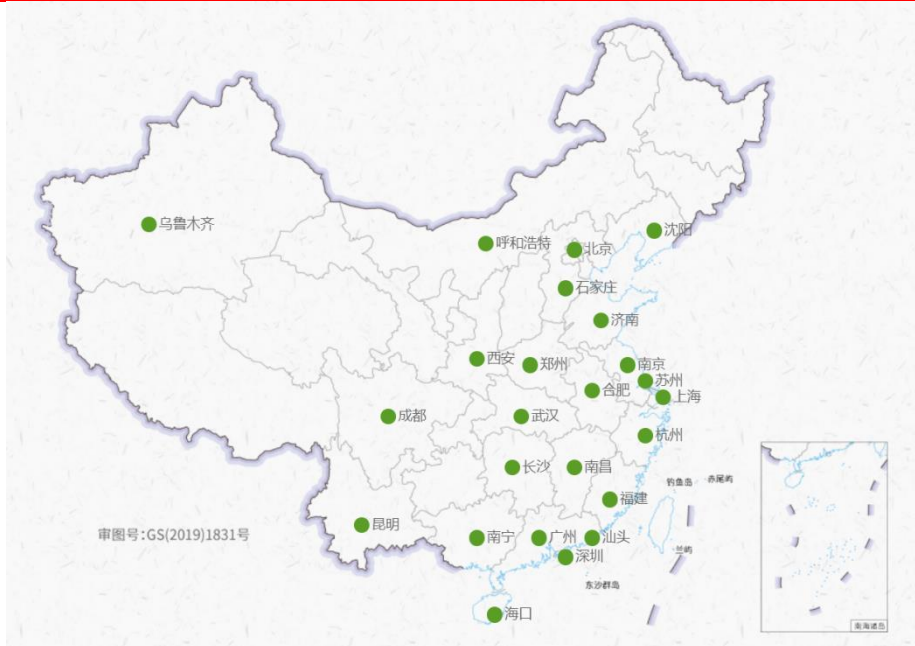 乌鲁木齐
沈阳
呼和浩特
北京
石家庄
济南
西安
郑州
南京
苏州
合肥
上海
成都
武汉
杭州
长沙
南昌
钓鱼岛
赤尾屿
福建
昆明
审图号：GS(2019)1831号
南宁
广州
汕头
兰屿
深圳
东沙群岛
海口
南海诸岛